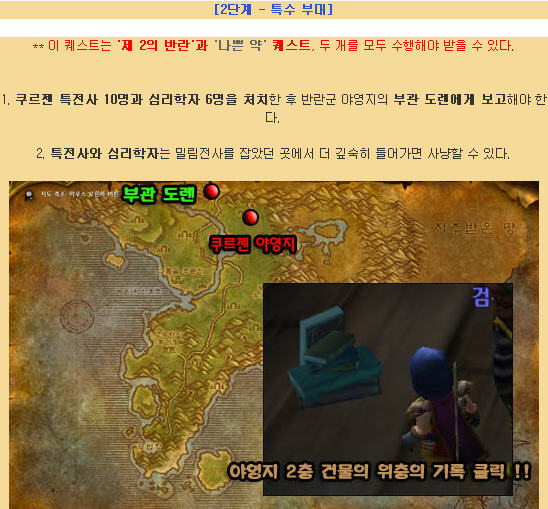 [2단계 - 특수 부대]
** 이 퀘스트는 '제 2의 반란'과 '나쁜 약' 퀘스트, 두 개를 모두 수행해야 받을 수 있다.
1. 쿠르젠 특전사 10명과 심리학자 6명을 처치한 후 반란군 야영지의 부관 도렌에게 보고해야 한
다.
2. 특전사와 심리학자는 밀림전사를 잡았던 곳에서 더 깊숙히 들어가면 사냥할 수 있다.
부관 도렌
쿠르젠 야영지
저주받은 땅
검
야영지 2층 건물의 위층의 기록 클릭 !!